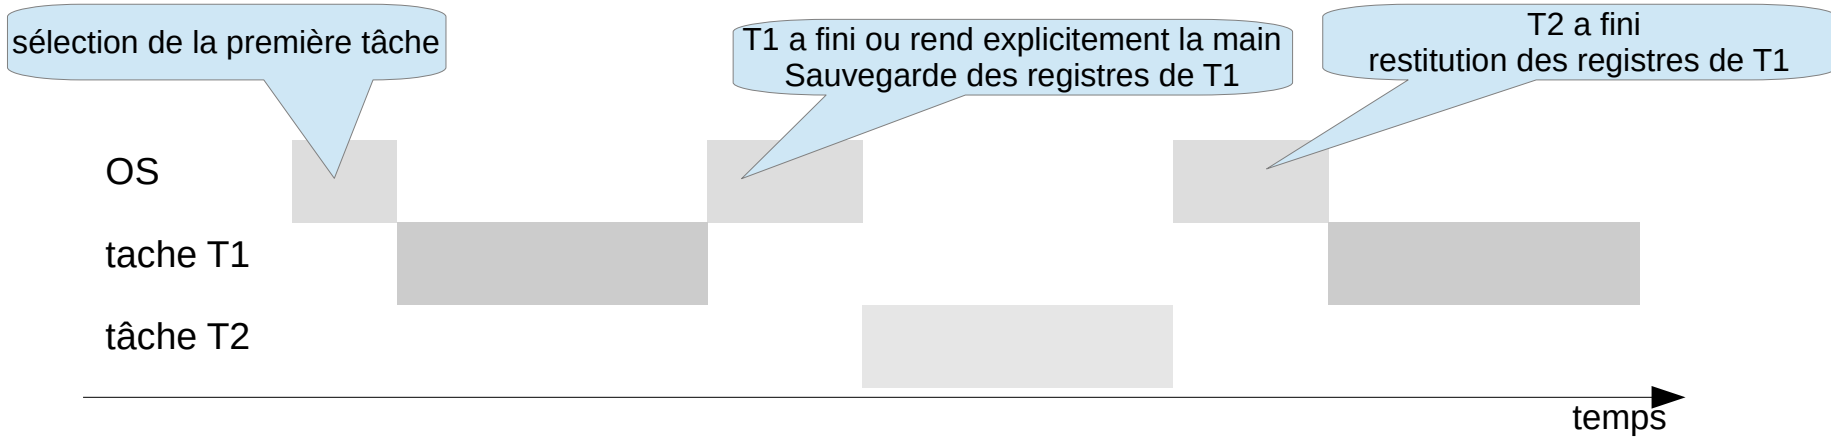 sélection de la première tâche
T1 a fini ou rend explicitement la main
Sauvegarde des registres de T1
T2 a fini
restitution des registres de T1
OS
tache T1
tâche T2
temps